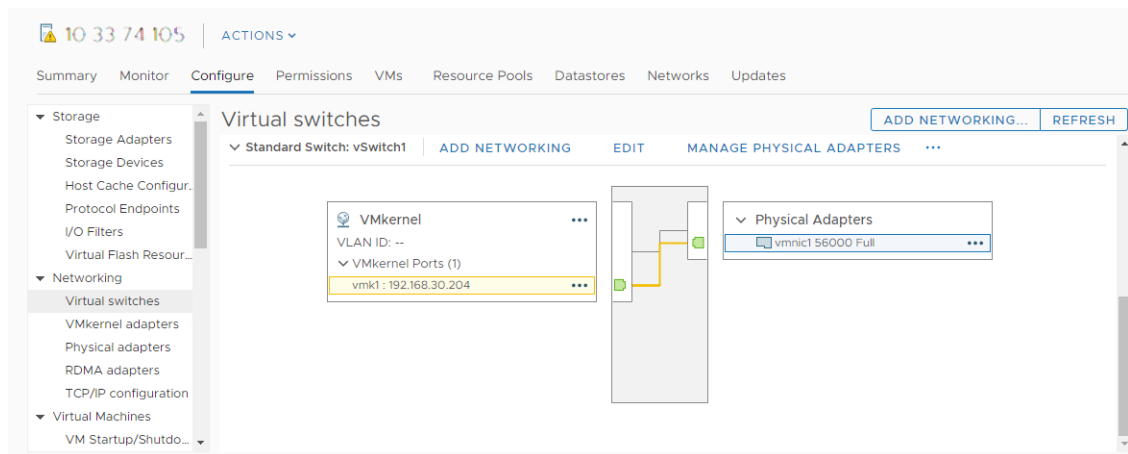 10 33 74 105
ACTIONS
Summary Monitor Configure Permissions VMs Resource Pools Datastores Networks Updates
Storage
Storage Adapters
Storage Devices
Host Cache Configur..
Protocol Endpoints
I/O Filters
Virtual Flash Resour...
Networking
Virtual switches
VMkernel adapters
Physical adapters
RDMA adapters
TCP/IP configuration
Virtual Machines
VM Startup/Shutdo...
Virtual switches
ADD NETWORKING... REFRESH
Standard Switch: vSwitch1 ADD NETWORKING EDIT MANAGE PHYSICAL ADAPTERS ...
VMkernel ...
VLAN ID: --
VMkernel Ports (1)
vmk1 : 192.168.30.204 ...
Physical Adapters
vmnic1 56000 Full ...